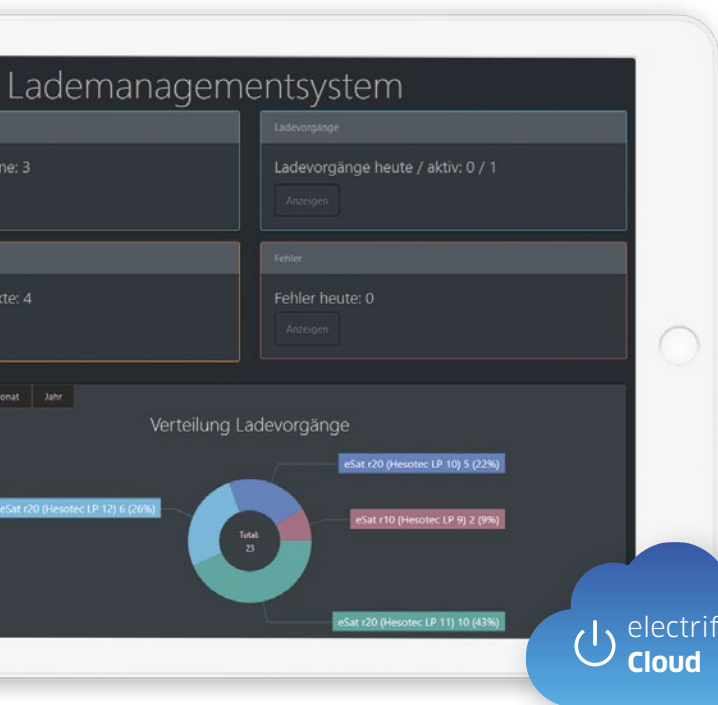 Lademanagementsystem
ne: 3
Ladevorgänge
Ladevorgänge heute / aktiv: 0 / 1
Anzeigen
kte: 4
Fehler
Fehler heute: 0
Anzeigen
onat Jahr
Verteilung Ladevorgänge
eSat r20 (Hesotec LP 10) 5 (22%)
eSat r20 (Hesotec LP 12) 6 (26%)
eSat r10 (Hesotec LP 9) 2 (9%)
Total:
23
eSat r20 (Hesotec LP 11) 10 (43%)
electrif
Cloud